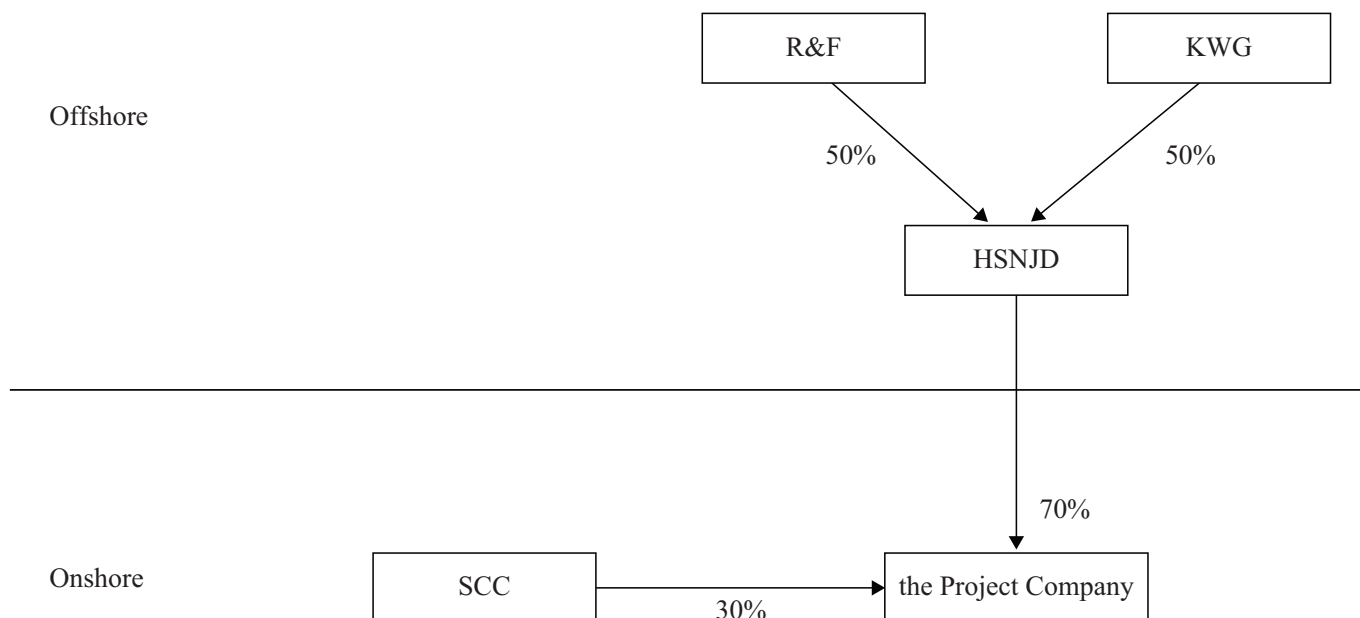 R&F
KWG
Offshore
50%
50%
HSNJD
70%
Onshore
SCC
the Project Company
30%